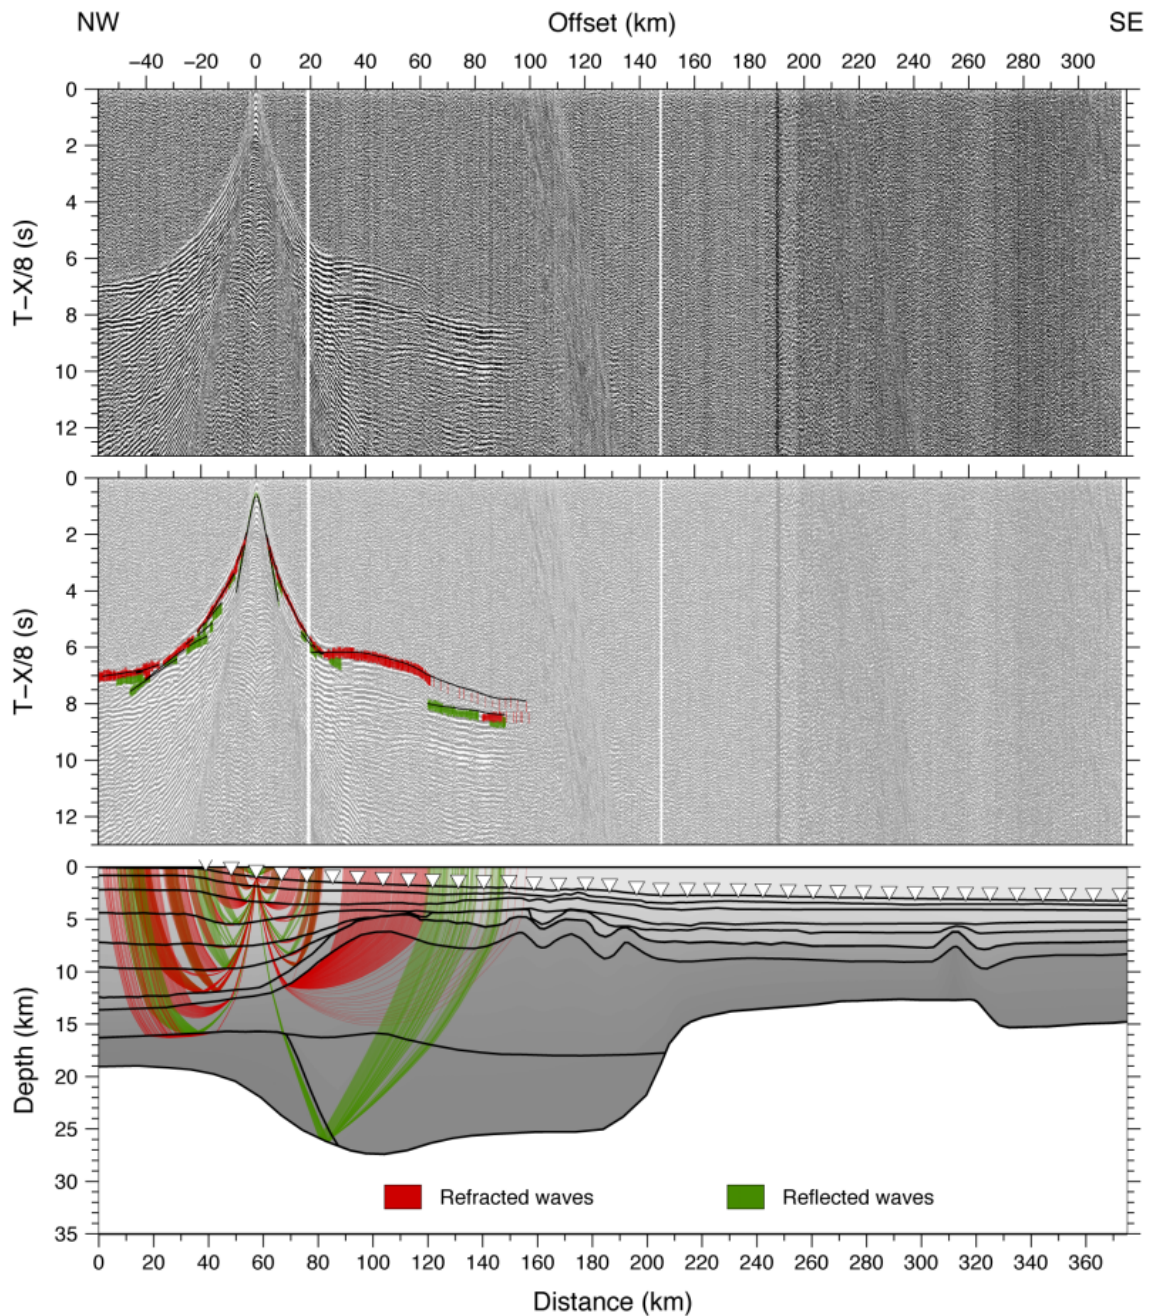 NW Offset (km) SE
−40 −20 0 20 40 60 80 100 120 140 160 180 200 220 240 260 280 300
0
2
4
6
8
10
12
T−X/8 (s)
0
2
4
6
8
10
12
T−X/8 (s)
0
5
10
15
20
25
30
35
Depth (km)
Refracted waves Reflected waves
0 20 40 60 80 100 120 140 160 180 200 220 240 260 280 300 320 340 360
Distance (km)